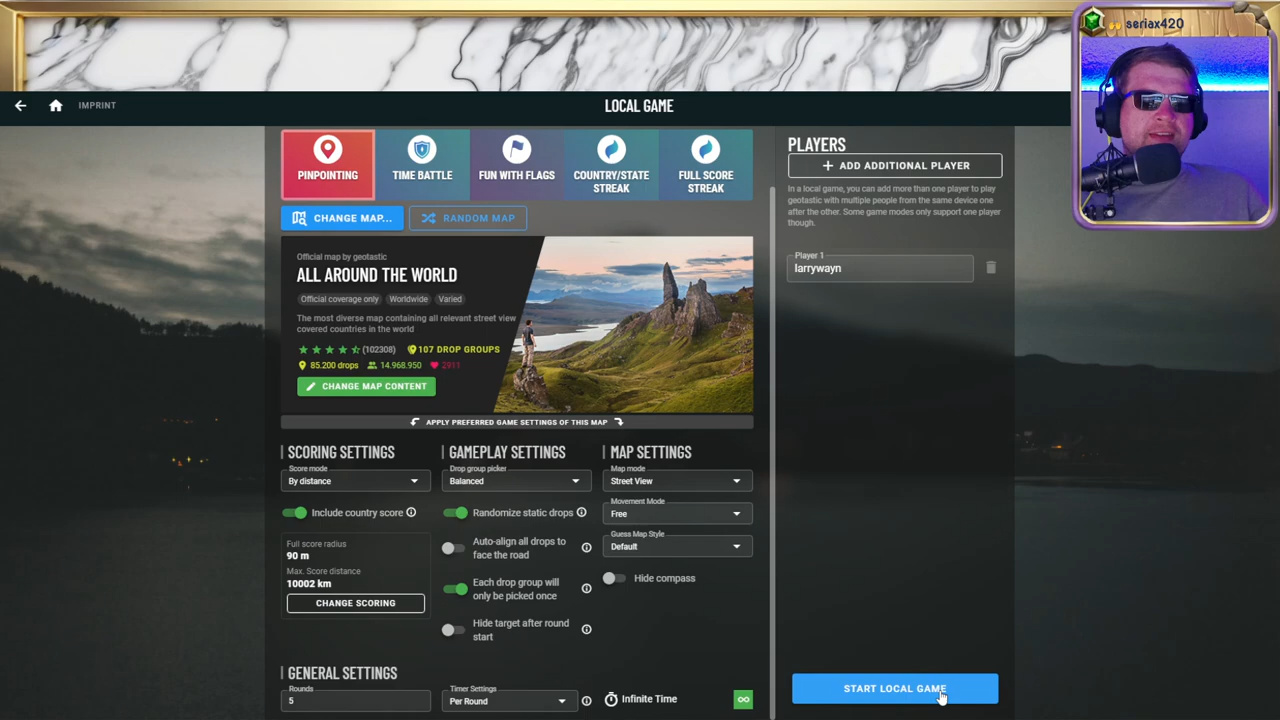 seriax420
IMPRINT
LOCAL GAME
PINPOINTING
TIME BATTLE
FUN WITH FLAGS
COUNTRY/STATE
STREAK
FULL SCORE
STREAK
CHANGE MAP...
RANDOM MAP
Official map by geotastic
ALL AROUND THE WORLD
Official coverage only
Worldwide
Varied
The most diverse map containing all relevant street view
covered countries in the world
(102308)
107 DROP GROUPS
85.200 drops
14.968.950
2911
CHANGE MAP CONTENT
APPLY PREFERRED GAME SETTINGS OF THIS MAP
SCORING SETTINGS
Score mode
By distance
Include country score
Full score radius
90 m
Max. Score distance
10002 km
CHANGE SCORING
GAMEPLAY SETTINGS
Drop group picker
Balanced
Randomize static drops
Auto-align all drops to
face the road
Each drop group will
only be picked once
Hide target after round
start
MAP SETTINGS
Map mode
Street View
Movement Mode
Free
Guess Map Style
Default
Hide compass
GENERAL SETTINGS
Rounds
5
Timer Settings
Per Round
Infinite Time
PLAYERS
ADD ADDITIONAL PLAYER
In a local game, you can add more than one player to play
geotastic with multiple people from the same device one
after the other. Some game modes only support one player
though.
Player 1
larrywayn
START LOCAL GAME